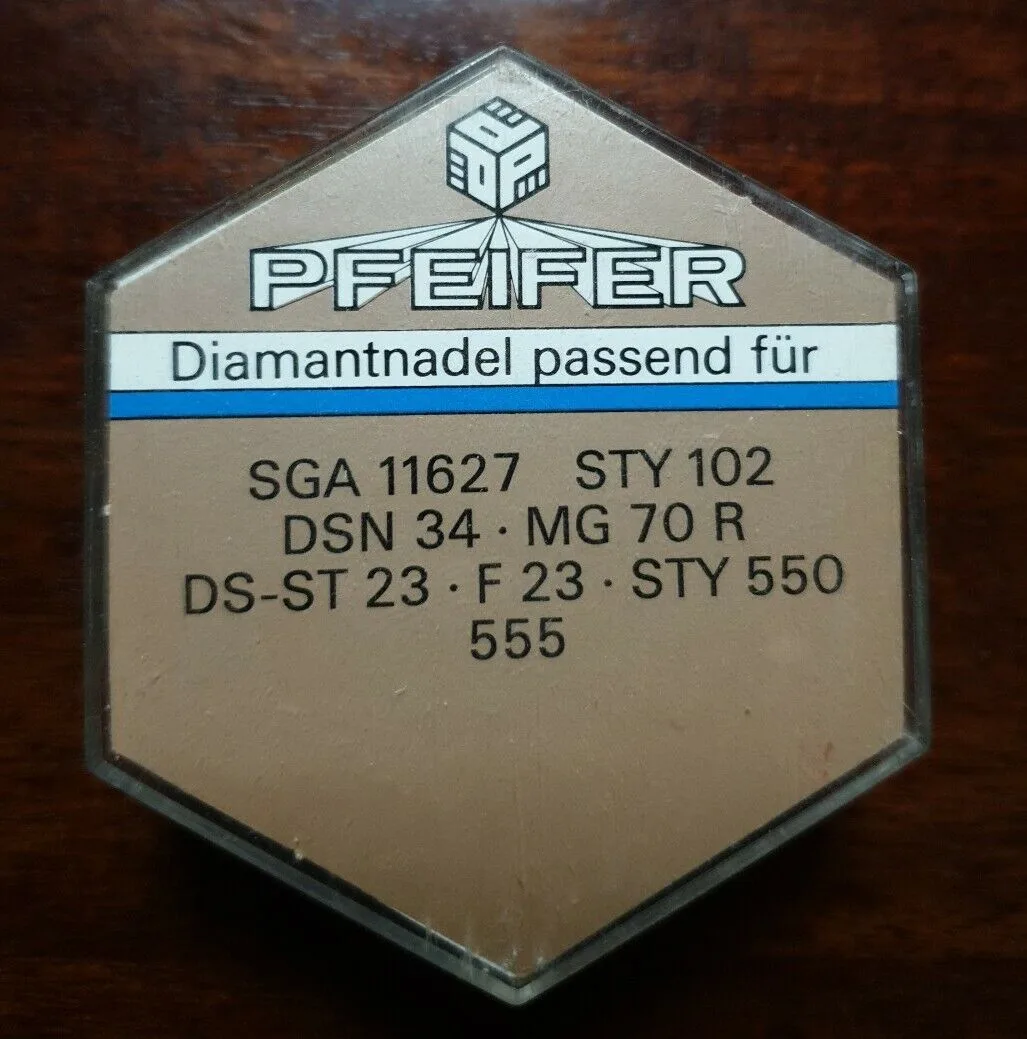 PFEIFER
Diamantnadel passend für
SGA 11627 STY 102
DSN 34 · MG 70 R
DS-ST 23 · F 23 · STY 550
555